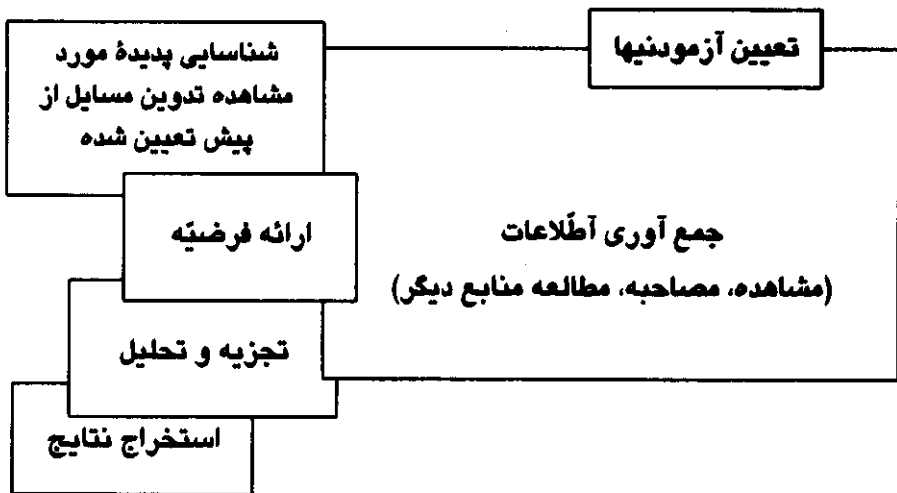 تعیین آزمودنیها
شناسایی پدیدهٔ مورد
مشاهده تدوین مسایل از
پیش تعیین شده
ارائه فرضیّه
جمع آوری آطّلاعات
(مشاهده، مصاحبه، مطالعه منابع دیگر)
تجزیه و تحلیل
استخراج نتایج